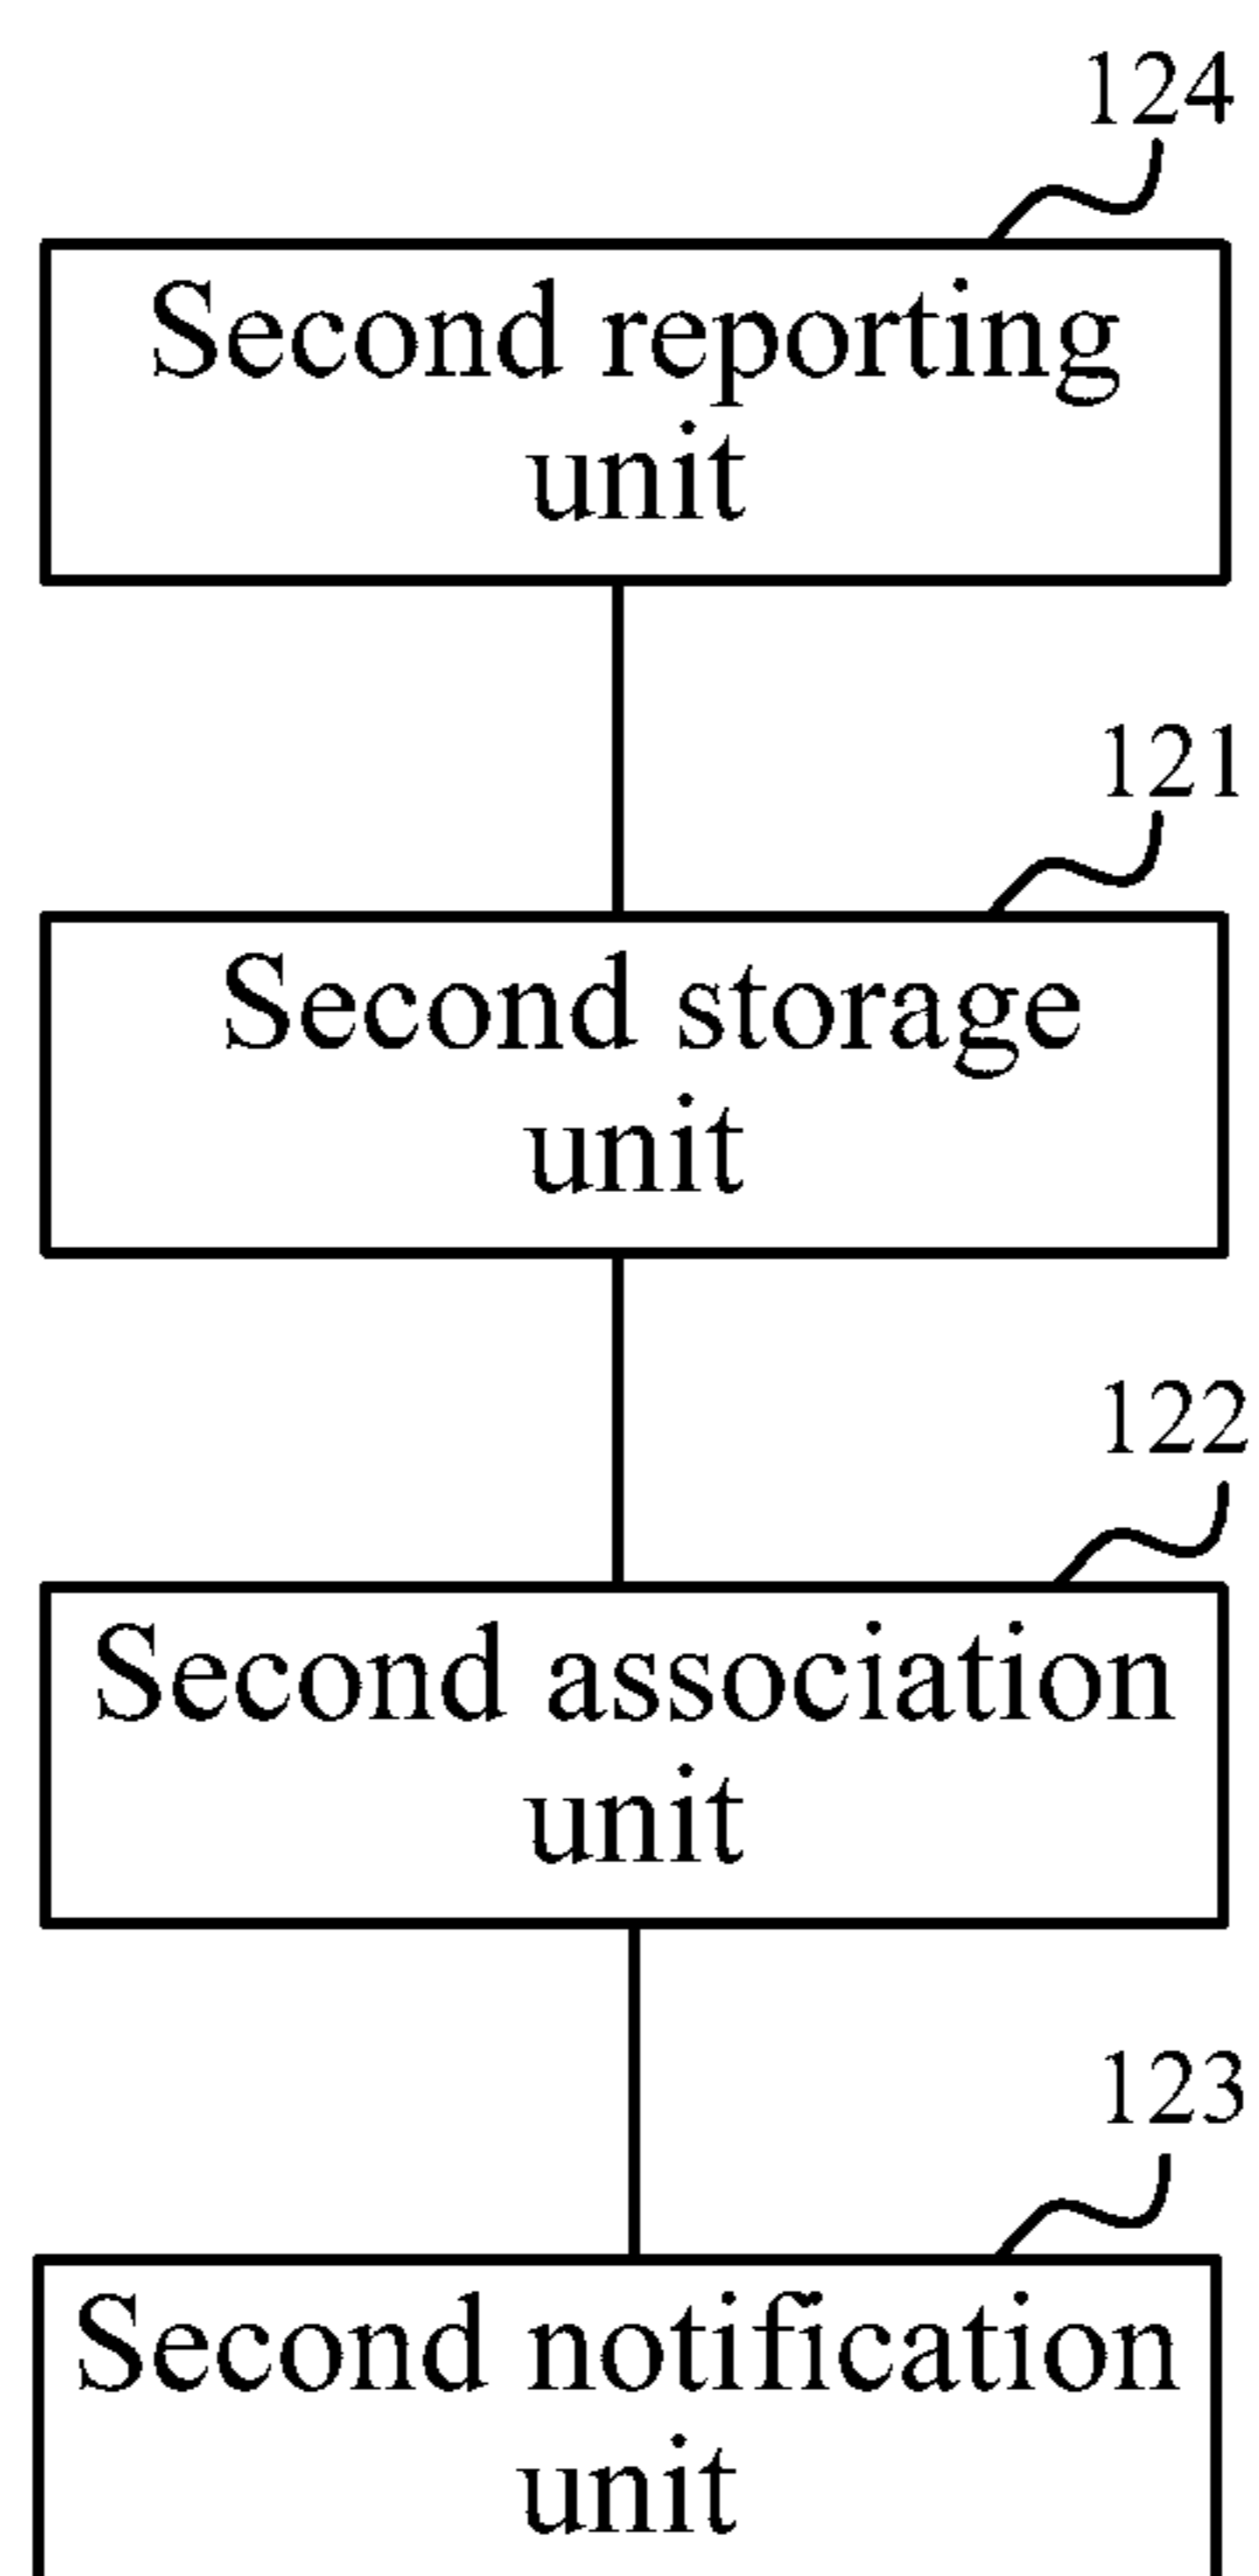 124
Second reporting
unit
121
Second storage
unit
122
Second association
unit
123
Second notification
unit